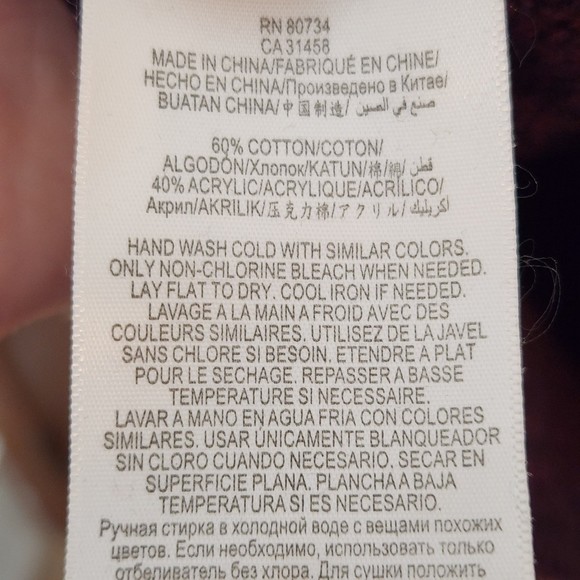 RN 80734
CA 31458
MADE IN CHINA/FABRIQUÉ EN CHINE/
HECHO EN CHINA/Произведено в Китае/
BUATAN CHINA/中国制造/ صنع في الصين/
60% COTTON/COTON/
ALGODÓN/Хлопок/KATUN/棉/綿/ قطن/
40% ACRYLIC/ACRYLIQUE/ACRÍLICO/
Акрил/AKRILIK/压克力棉/アクリル/ اكريليك/
HAND WASH COLD WITH SIMILAR COLORS.
ONLY NON-CHLORINE BLEACH WHEN NEEDED.
LAY FLAT TO DRY. COOL IRON IF NEEDED.
LAVAGE A LA MAIN A FROID AVEC DES
COULEURS SIMILAIRES. UTILISEZ DE LA JAVEL
SANS CHLORE SI BESOIN. ETENDRE A PLAT
POUR LE SECHAGE. REPASSER A BASSE
TEMPERATURE SI NECESSAIRE.
LAVAR A MANO EN AGUA FRIA CON COLORES
SIMILARES. USAR ÚNICAMENTE BLANQUEADOR
SIN CLORO CUANDO NECESARIO. SECAR EN
SUPERFICIE PLANA. PLANCHA A BAJA
TEMPERATURA SI ES NECESARIO.
Ручная стирка в холодной воде с вещами похожих
цветов. Если необходимо, использовать только
отбеливатель без хлора. Для сушки положить